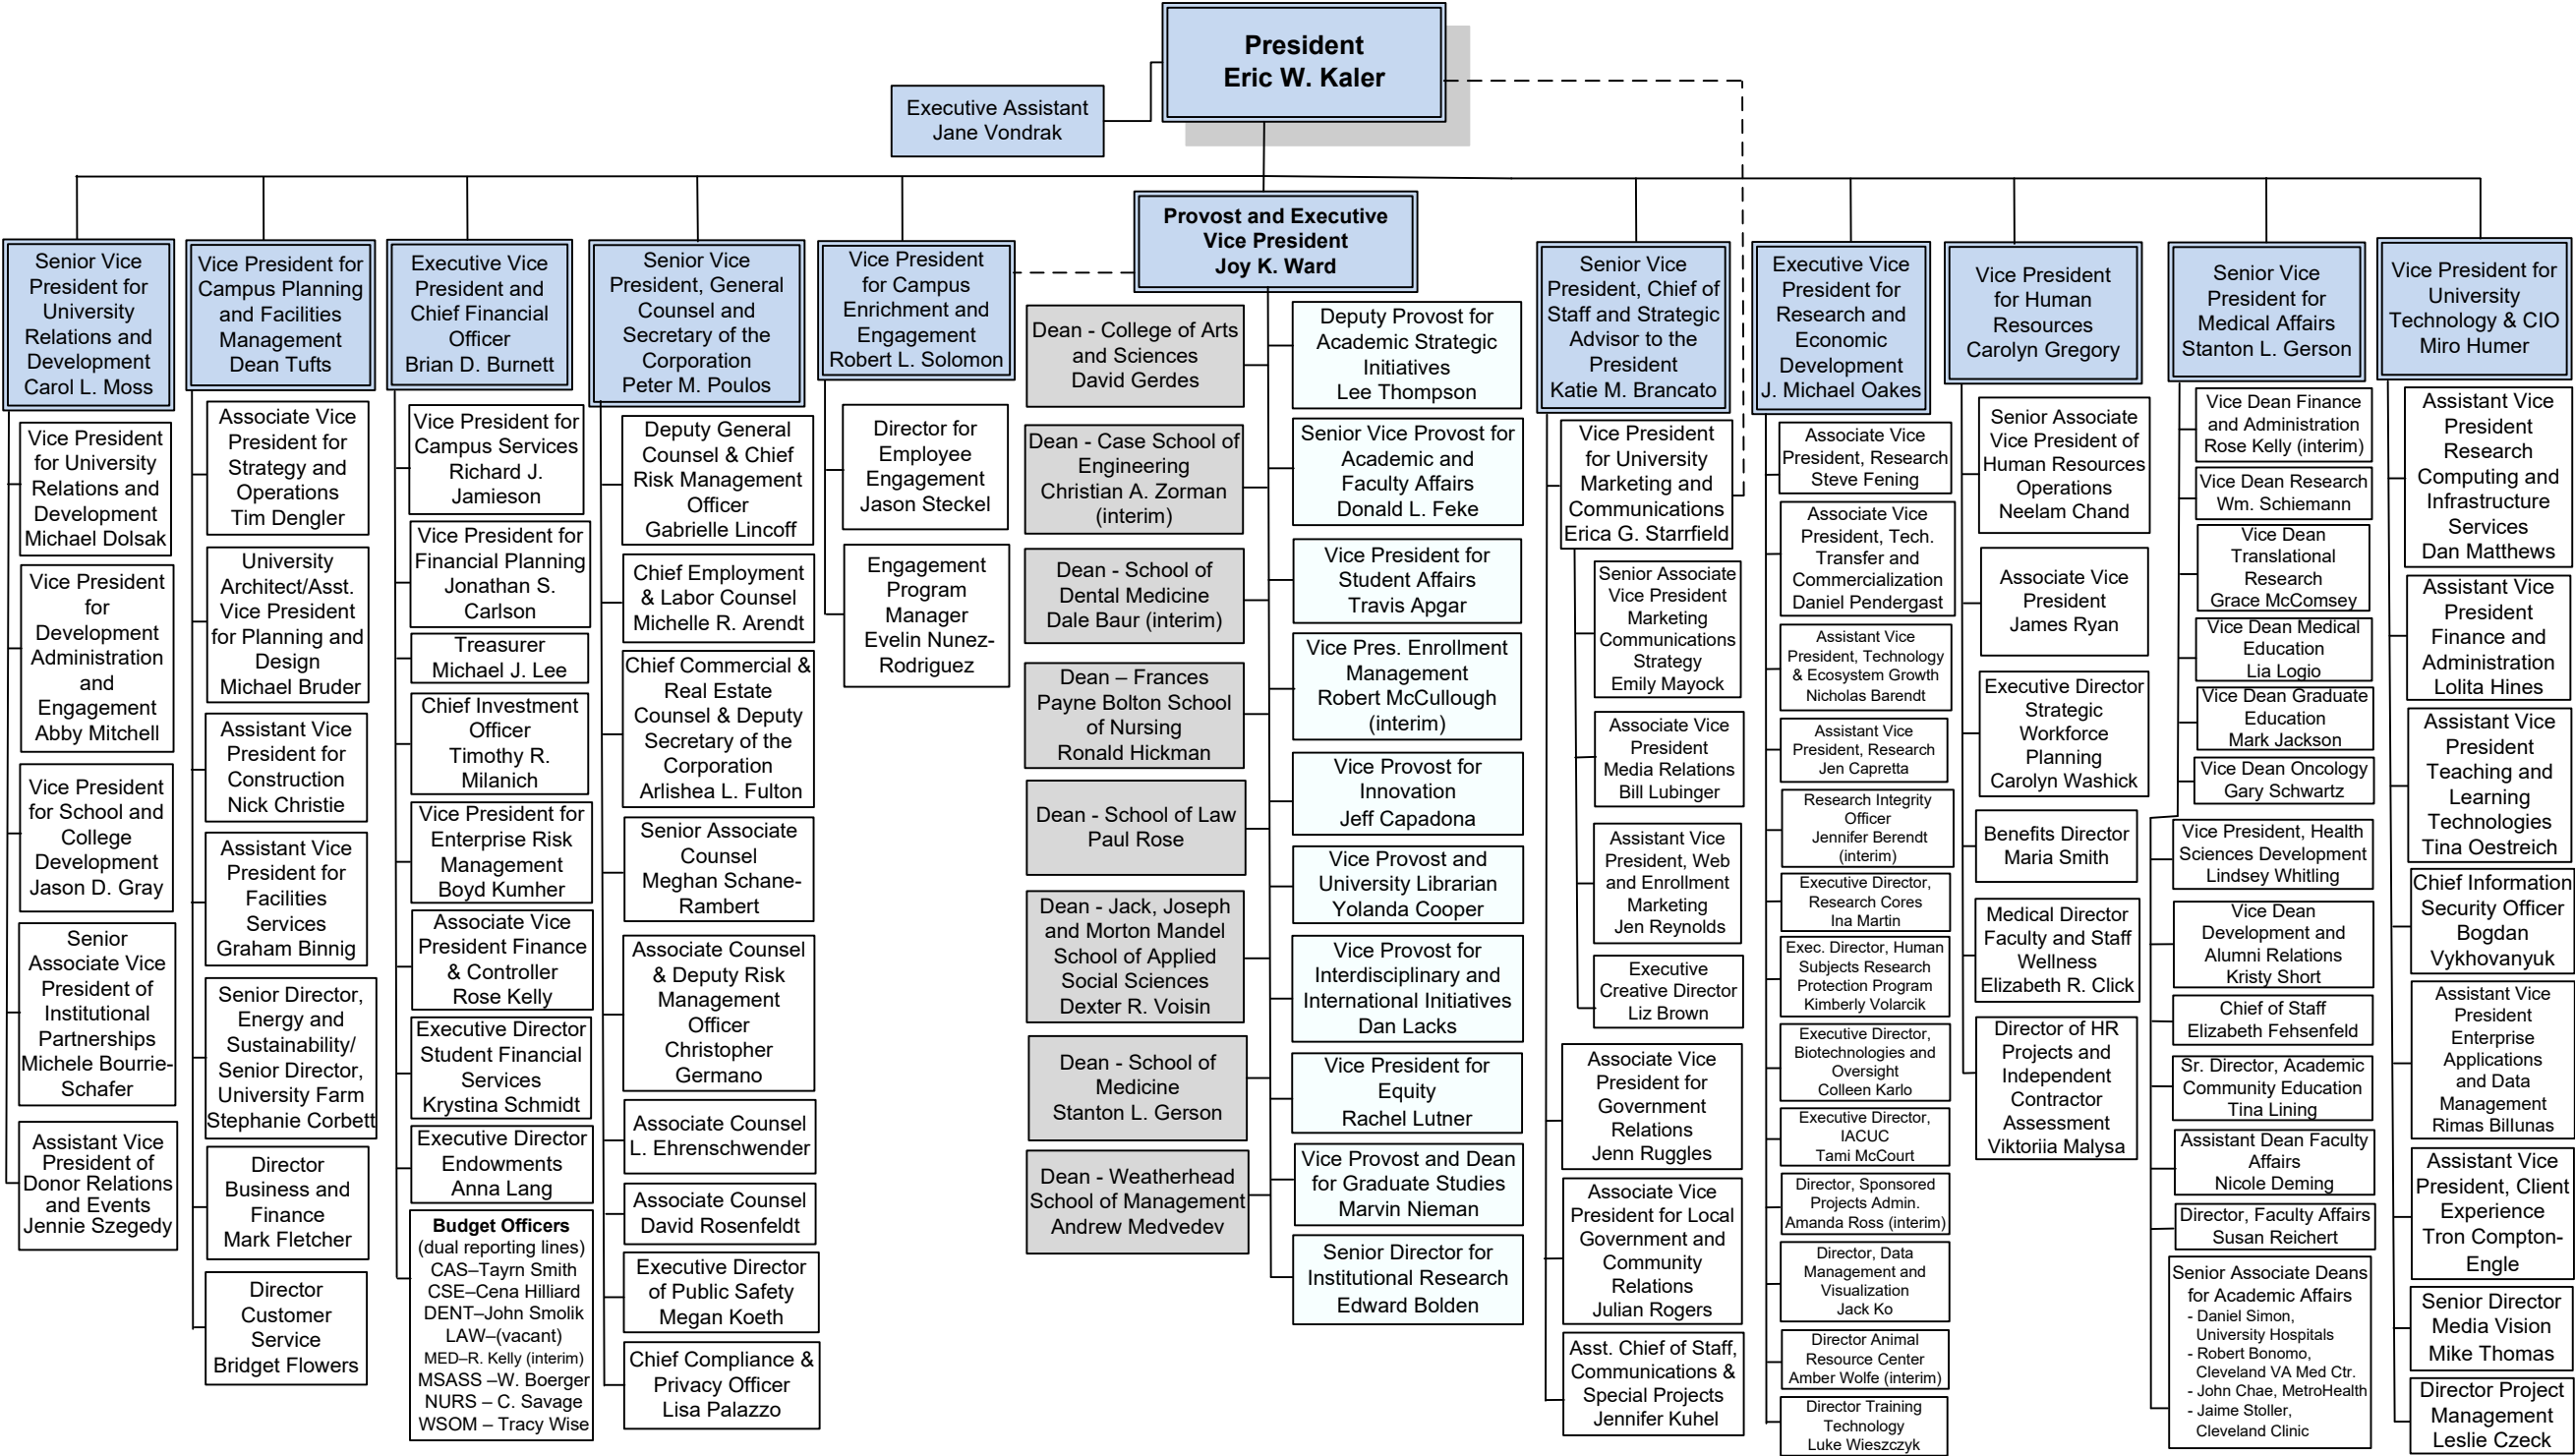 President
Eric W. Kaler
Executive Assistant
Jane Vondrak
Provost and Executive
Vice President
Joy K. Ward
Senior Vice
President for
University
Relations and
Development
Carol L. Moss
Vice President
for University
Relations and
Development
Michael Dolsak
Vice President
for
Development
Administration
and
Engagement
Abby Mitchell
Vice President
for School and
College
Development
Jason D. Gray
Senior
Associate Vice
President of
Institutional
Partnerships
Michele Bourrie-
Schafer
Assistant Vice
President of
Donor Relations
and Events
Jennie Szegedy
Vice President for
Campus Planning
and Facilities
Management
Dean Tufts
Associate Vice
President for
Strategy and
Operations
Tim Dengler
University
Architect/Asst.
Vice President
for Planning and
Design
Michael Bruder
Assistant Vice
President for
Construction
Nick Christie
Assistant Vice
President for
Facilities
Services
Graham Binnig
Senior Director,
Energy and
Sustainability/
Senior Director,
University Farm
Stephanie Corbett
Director
Business and
Finance
Mark Fletcher
Director
Customer
Service
Bridget Flowers
Executive Vice
President and
Chief Financial
Officer
Brian D. Burnett
Vice President for
Campus Services
Richard J.
Jamieson
Vice President for
Financial Planning
Jonathan S.
Carlson
Treasurer
Michael J. Lee
Chief Investment
Officer
Timothy R.
Milanich
Vice President for
Enterprise Risk
Management
Boyd Kumher
Associate Vice
President Finance
& Controller
Rose Kelly
Executive Director
Student Financial
Services
Krystina Schmidt
Executive Director
Endowments
Anna Lang
Budget Officers
(dual reporting lines)
CAS–Tayrn Smith
CSE–Cena Hilliard
DENT–John Smolik
LAW–(vacant)
MED–R. Kelly (interim)
MSASS –W. Boerger
NURS – C. Savage
WSOM – Tracy Wise
Senior Vice
President, General
Counsel and
Secretary of the
Corporation
Peter M. Poulos
Deputy General
Counsel & Chief
Risk Management
Officer
Gabrielle Lincoff
Chief Employment
& Labor Counsel
Michelle R. Arendt
Chief Commercial &
Real Estate
Counsel & Deputy
Secretary of the
Corporation
Arlishea L. Fulton
Senior Associate
Counsel
Meghan Schane-
Rambert
Associate Counsel
& Deputy Risk
Management
Officer
Christopher
Germano
Associate Counsel
L. Ehrenschwender
Associate Counsel
David Rosenfeldt
Executive Director
of Public Safety
Megan Koeth
Chief Compliance &
Privacy Officer
Lisa Palazzo
Vice President
for Campus
Enrichment and
Engagement
Robert L. Solomon
Director for
Employee
Engagement
Jason Steckel
Engagement
Program
Manager
Evelin Nunez-
Rodriguez
Dean - College of Arts
and Sciences
David Gerdes
Dean - Case School of
Engineering
Christian A. Zorman
(interim)
Dean - School of
Dental Medicine
Dale Baur (interim)
Dean – Frances
Payne Bolton School
of Nursing
Ronald Hickman
Dean - School of Law
Paul Rose
Dean - Jack, Joseph
and Morton Mandel
School of Applied
Social Sciences
Dexter R. Voisin
Dean - School of
Medicine
Stanton L. Gerson
Dean - Weatherhead
School of Management
Andrew Medvedev
Deputy Provost for
Academic Strategic
Initiatives
Lee Thompson
Senior Vice Provost for
Academic and
Faculty Affairs
Donald L. Feke
Vice President for
Student Affairs
Travis Apgar
Vice Pres. Enrollment
Management
Robert McCullough
(interim)
Vice Provost for
Innovation
Jeff Capadona
Vice Provost and
University Librarian
Yolanda Cooper
Vice Provost for
Interdisciplinary and
International Initiatives
Dan Lacks
Vice President for
Equity
Rachel Lutner
Vice Provost and Dean
for Graduate Studies
Marvin Nieman
Senior Director for
Institutional Research
Edward Bolden
Senior Vice
President, Chief of
Staff and Strategic
Advisor to the
President
Katie M. Brancato
Vice President
for University
Marketing and
Communications
Erica G. Starrfield
Senior Associate
Vice President
Marketing
Communications
Strategy
Emily Mayock
Associate Vice
President
Media Relations
Bill Lubinger
Assistant Vice
President, Web
and Enrollment
Marketing
Jen Reynolds
Executive
Creative Director
Liz Brown
Associate Vice
President for
Government
Relations
Jenn Ruggles
Associate Vice
President for Local
Government and
Community
Relations
Julian Rogers
Asst. Chief of Staff,
Communications &
Special Projects
Jennifer Kuhel
Executive Vice
President for
Research and
Economic
Development
J. Michael Oakes
Associate Vice
President, Research
Steve Fening
Associate Vice
President, Tech.
Transfer and
Commercialization
Daniel Pendergast
Assistant Vice
President, Technology
& Ecosystem Growth
Nicholas Barendt
Assistant Vice
President, Research
Jen Capretta
Research Integrity
Officer
Jennifer Berendt
(interim)
Executive Director,
Research Cores
Ina Martin
Exec. Director, Human
Subjects Research
Protection Program
Kimberly Volarcik
Executive Director,
Biotechnologies and
Oversight
Colleen Karlo
Executive Director,
IACUC
Tami McCourt
Director, Sponsored
Projects Admin.
Amanda Ross (interim)
Director, Data
Management and
Visualization
Jack Ko
Director Animal
Resource Center
Amber Wolfe (interim)
Director Training
Technology
Luke Wieszczyk
Vice President
for Human
Resources
Carolyn Gregory
Senior Associate
Vice President of
Human Resources
Operations
Neelam Chand
Associate Vice
President
James Ryan
Executive Director
Strategic
Workforce
Planning
Carolyn Washick
Benefits Director
Maria Smith
Medical Director
Faculty and Staff
Wellness
Elizabeth R. Click
Director of HR
Projects and
Independent
Contractor
Assessment
Viktoriia Malysa
Senior Vice
President for
Medical Affairs
Stanton L. Gerson
Vice Dean Finance
and Administration
Rose Kelly (interim)
Vice Dean Research
Wm. Schiemann
Vice Dean
Translational
Research
Grace McComsey
Vice Dean Medical
Education
Lia Logio
Vice Dean Graduate
Education
Mark Jackson
Vice Dean Oncology
Gary Schwartz
Vice President, Health
Sciences Development
Lindsey Whitling
Vice Dean
Development and
Alumni Relations
Kristy Short
Chief of Staff
Elizabeth Fehsenfeld
Sr. Director, Academic
Community Education
Tina Lining
Assistant Dean Faculty
Affairs
Nicole Deming
Director, Faculty Affairs
Susan Reichert
Senior Associate Deans
for Academic Affairs
- Daniel Simon,
University Hospitals
- Robert Bonomo,
Cleveland VA Med Ctr.
- John Chae, MetroHealth
- Jaime Stoller,
Cleveland Clinic
Vice President for
University
Technology & CIO
Miro Humer
Assistant Vice
President
Research
Computing and
Infrastructure
Services
Dan Matthews
Assistant Vice
President
Finance and
Administration
Lolita Hines
Assistant Vice
President
Teaching and
Learning
Technologies
Tina Oestreich
Chief Information
Security Officer
Bogdan
Vykhovanyuk
Assistant Vice
President
Enterprise
Applications
and Data
Management
Rimas Billunas
Assistant Vice
President, Client
Experience
Tron Compton-
Engle
Senior Director
Media Vision
Mike Thomas
Director Project
Management
Leslie Czeck